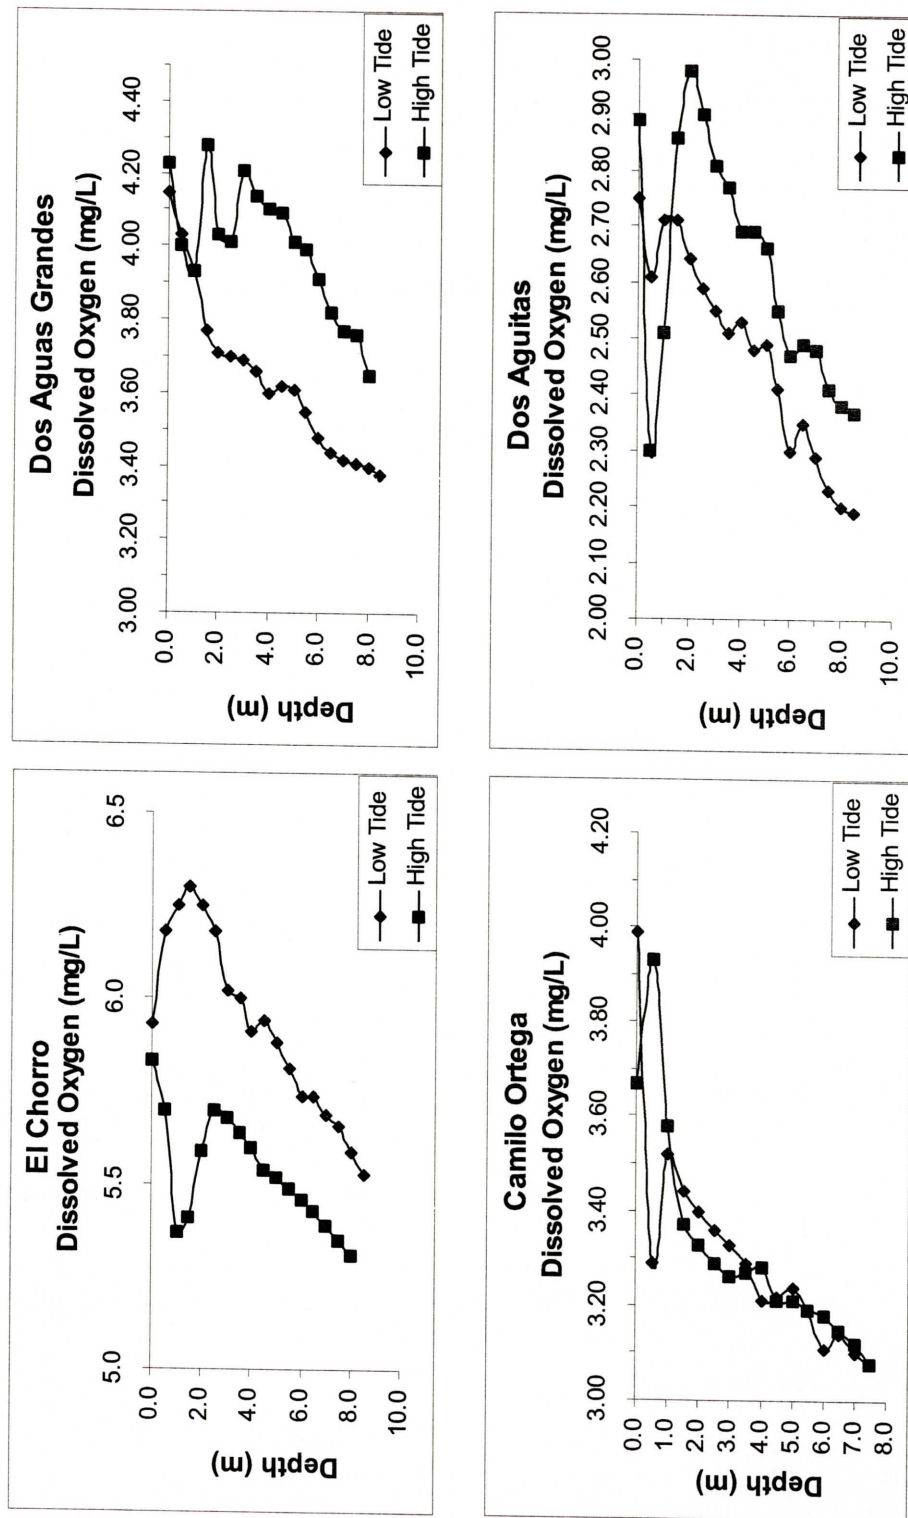 El Chorro
Dissolved Oxygen (mg/L)
5.0 5.5 6.0 6.5
0.0
2.0
4.0
6.0
8.0
10.0
Depth (m)
Low Tide
High Tide
Dos Aguas Grandes
Dissolved Oxygen (mg/L)
3.00 3.20 3.40 3.60 3.80 4.00 4.20 4.40
0.0
2.0
4.0
6.0
8.0
10.0
Depth (m)
Low Tide
High Tide
Camilo Ortega
Dissolved Oxygen (mg/L)
3.00 3.20 3.40 3.60 3.80 4.00 4.20
0.0
1.0
2.0
3.0
4.0
5.0
6.0
7.0
8.0
Depth (m)
Low Tide
High Tide
Dos Aguitas
Dissolved Oxygen (mg/L)
2.00 2.10 2.20 2.30 2.40 2.50 2.60 2.70 2.80 2.90 3.00
0.0
2.0
4.0
6.0
8.0
10.0
Depth (m)
Low Tide
High Tide